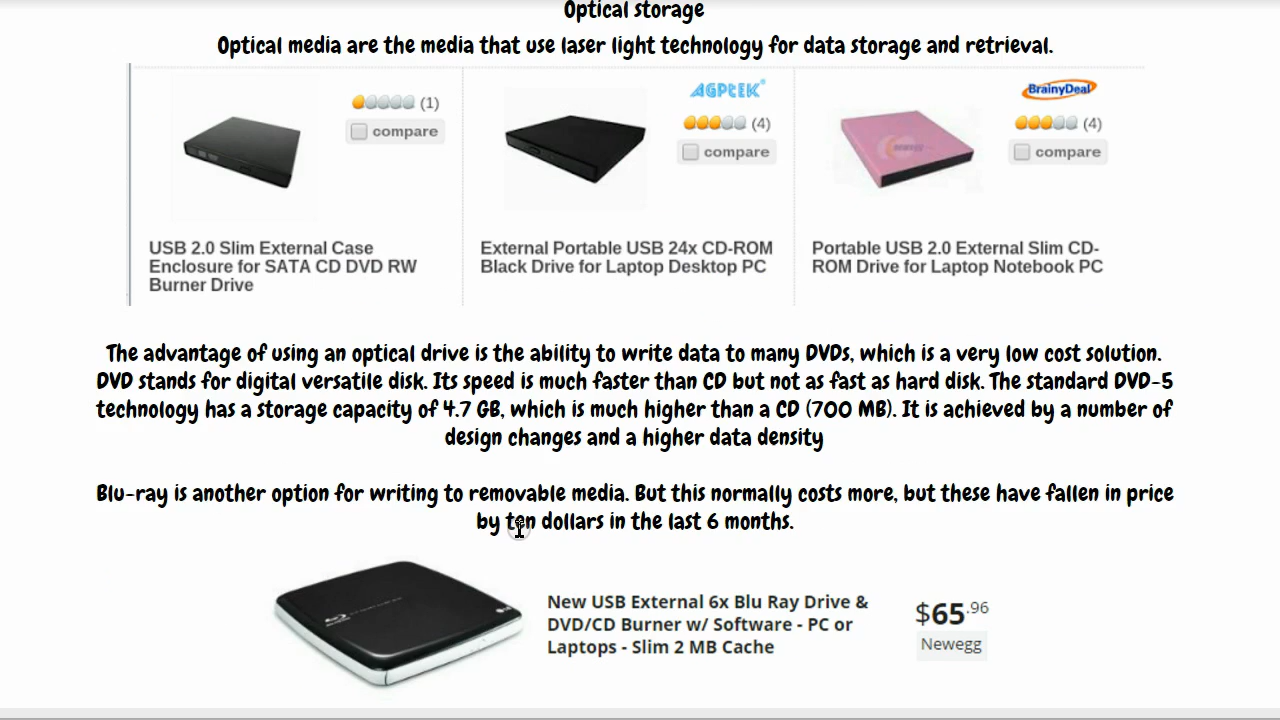 Optical storage
Optical media are the media that use laser light technology for data storage and retrieval.
(1)
compare
AGPtEK
(4)
compare
BrainyDeal
(4)
compare
USB 2.0 Slim External Case
Enclosure for SATA CD DVD RW
Burner Drive
External Portable USB 24x CD-ROM
Black Drive for Laptop Desktop PC
Portable USB 2.0 External Slim CD-
ROM Drive for Laptop Notebook PC
The advantage of using an optical drive is the ability to write data to many DVDs, which is a very low cost solution.
DVD stands for digital versatile disk. Its speed is much faster than CD but not as fast as hard disk. The standard DVD-5
technology has a storage capacity of 4.7 GB, which is much higher than a CD (700 MB). It is achieved by a number of
design changes and a higher data density
Blu-ray is another option for writing to removable media. But this normally costs more, but these have fallen in price
by ten dollars in the last 6 months.
New USB External 6x Blu Ray Drive &
DVD/CD Burner w/ Software - PC or
Laptops - Slim 2 MB Cache
$65.96
Newegg